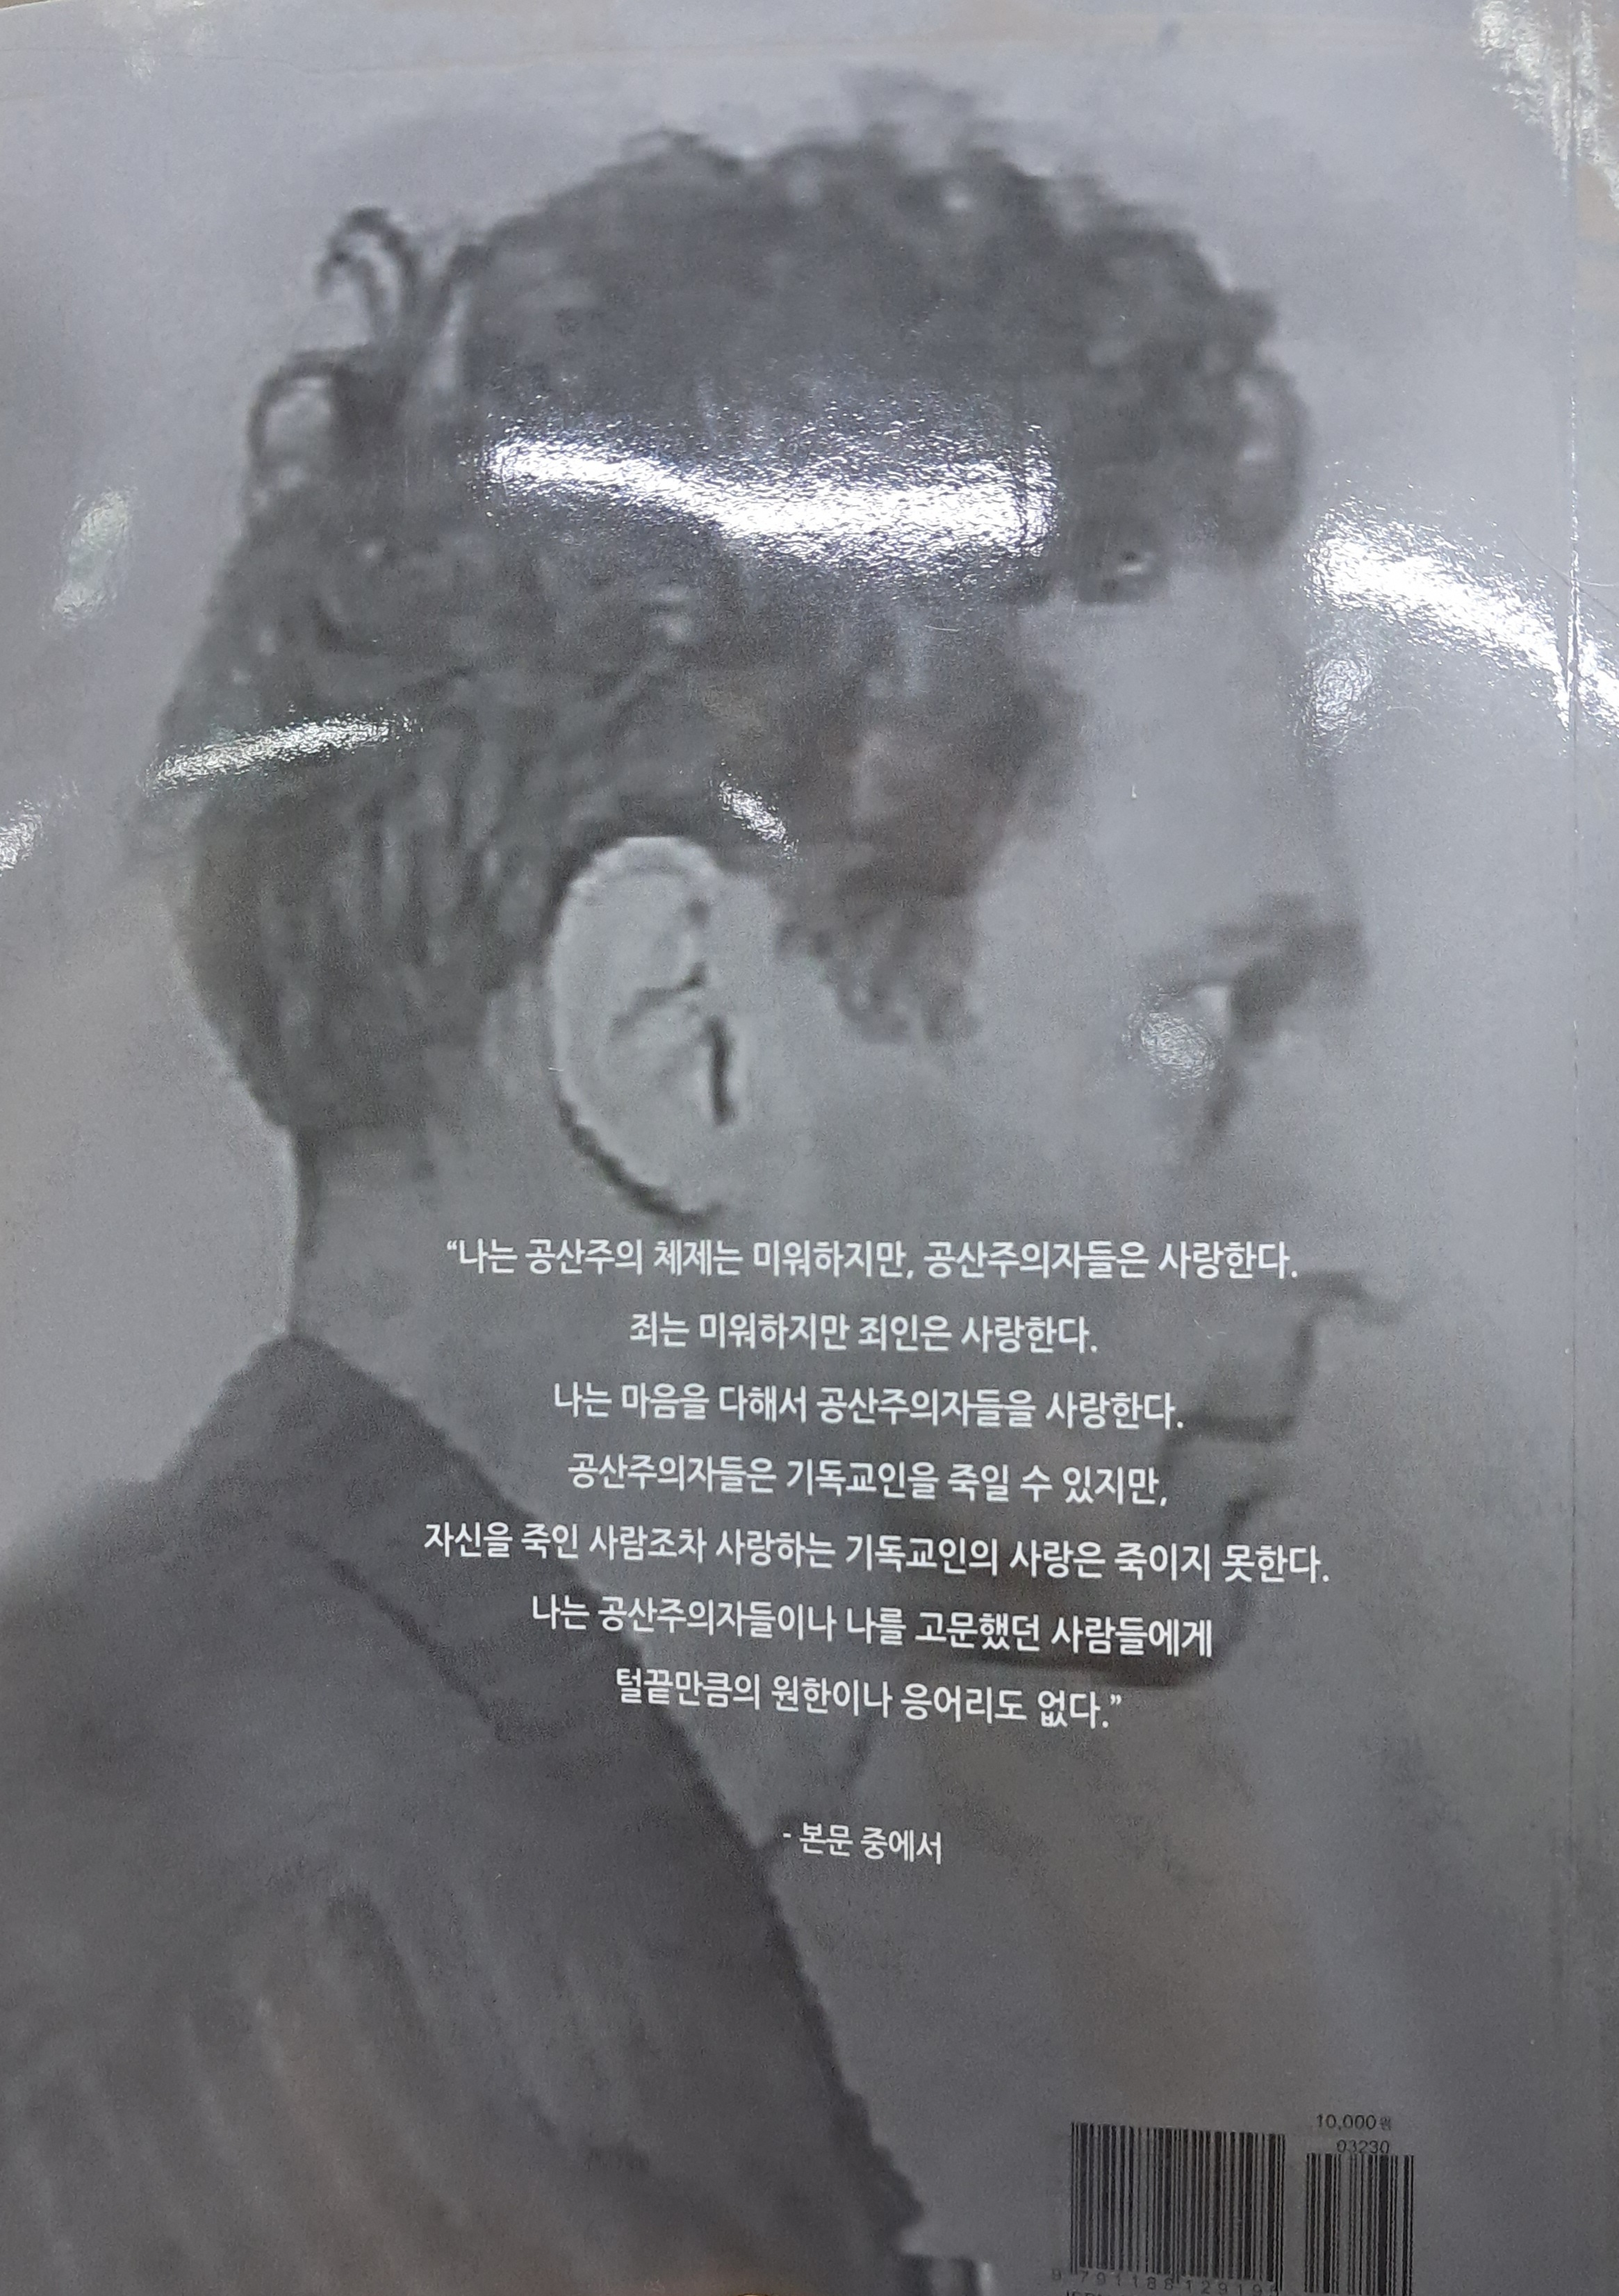 “나는 공산주의 체제는 미워하지만, 공산주의자들은 사랑한다.
죄는 미워하지만 죄인은 사랑한다.
나는 마음을 다해서 공산주의자들을 사랑한다.
공산주의자들은 기독교인을 죽일 수 있지만,
자신을 죽인 사람조차 사랑하는 기독교인의 사랑은 죽이지 못한다.
나는 공산주의자들이나 나를 고문했던 사람들에게
털끝만큼의 원한이나 응어리도 없다.”
- 본문 중에서
10,000원
03230